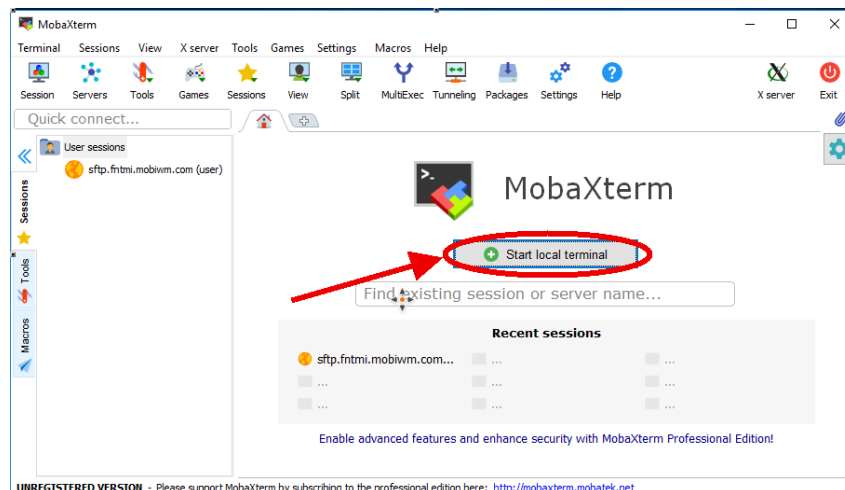 MobaXterm
Terminal Sessions View X server Tools Games Settings Macros Help
Session Servers Tools Games Sessions View Split MultiExec Tunneling Packages Settings Help X server Exit
Quick connect...
User sessions
sftp.fntmi.mobiwm.com (user)
Sessions
Tools
Macros
MobaXterm
Start local terminal
Find existing session or server name...
Recent sessions
sftp.fntmi.mobiwm.com... ... ...
... ... ...
... ... ...
Enable advanced features and enhance security with MobaXterm Professional Edition!
UNREGISTERED VERSION - Please support MobaXterm by subscribing to the professional edition here: http://mobaxterm.mobatek.net